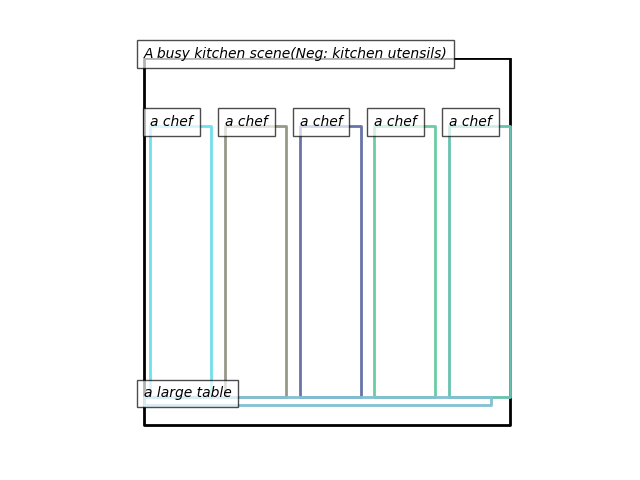 A busy kitchen scene(Neg: kitchen utensils)
a chef a chef a chef a chef a chef
a large table